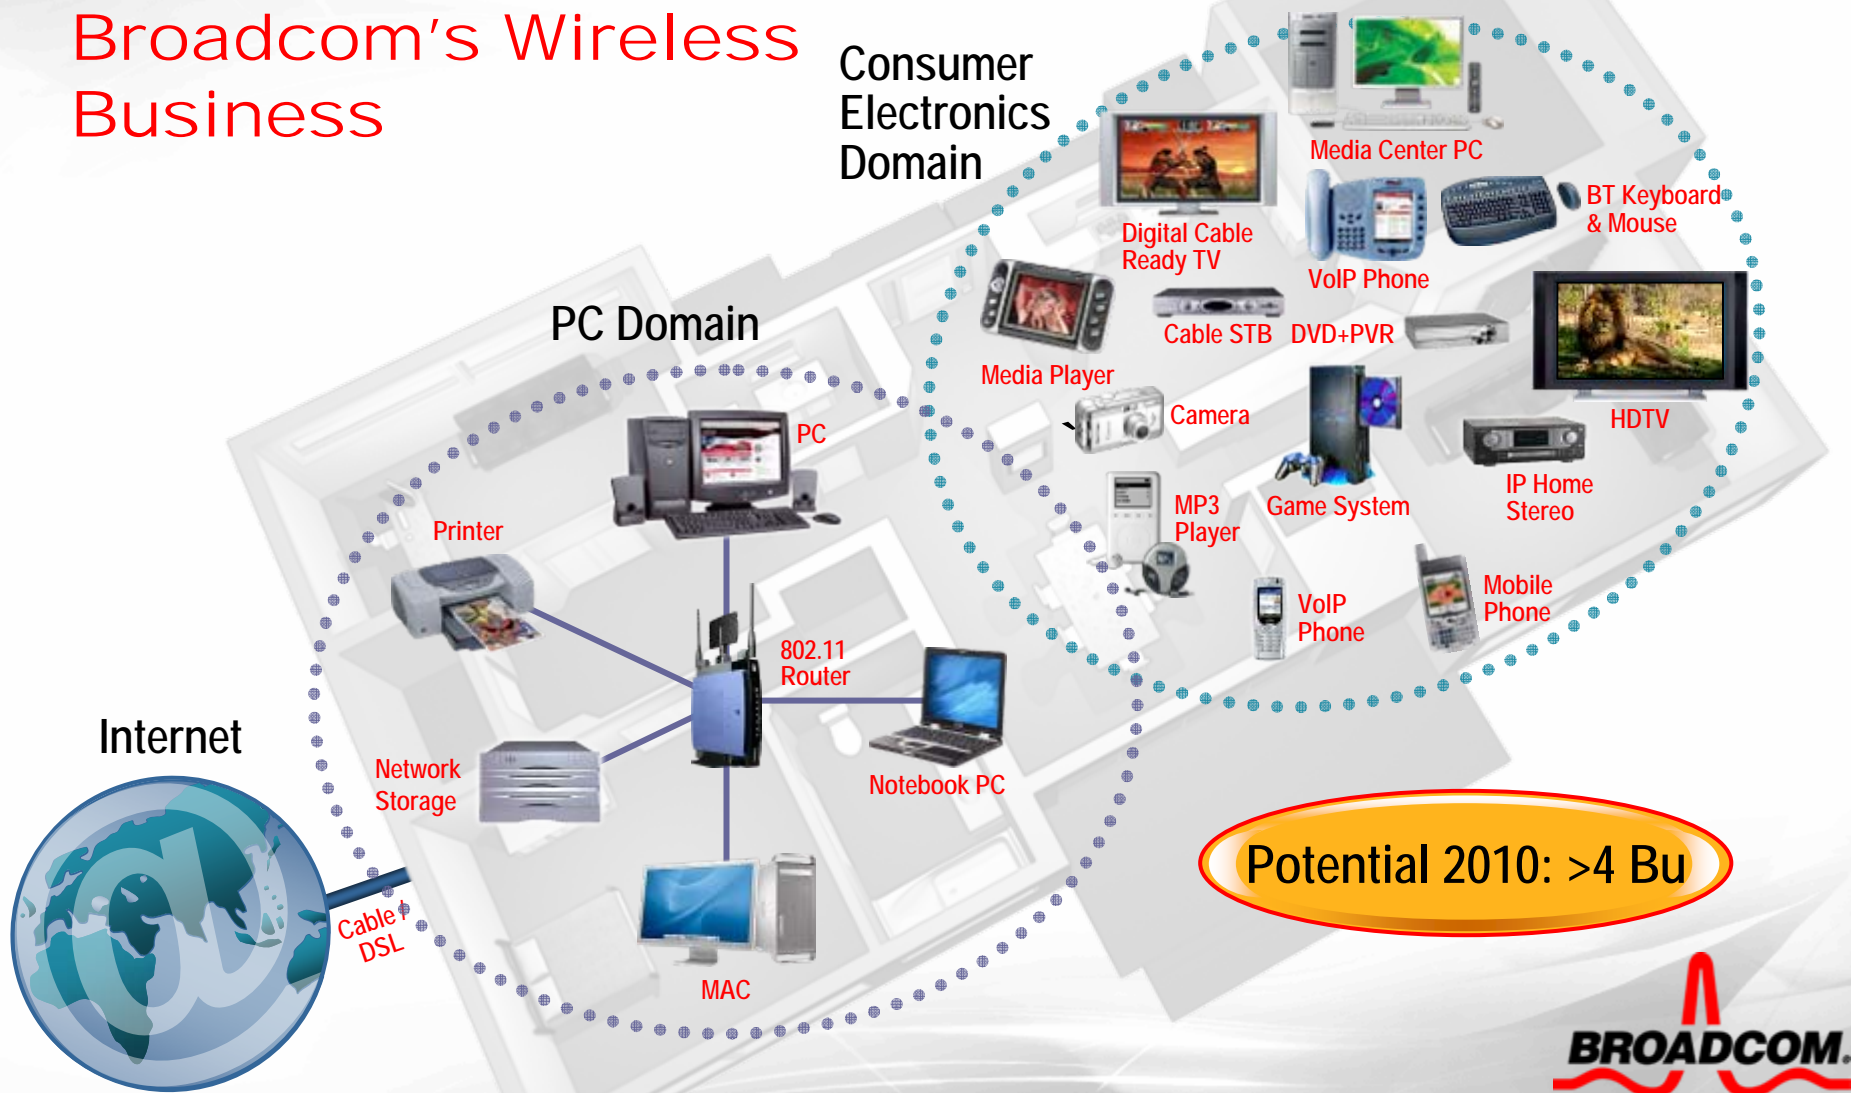 Broadcom's Wireless
Business
Consumer
Electronics
Domain
Media Center PC
BT Keyboard
& Mouse
Digital Cable
Ready TV
VoIP Phone
PC Domain
Cable STB
DVD+PVR
Media Player
Camera
HDTV
PC
IP Home
Stereo
MP3
Player
Game System
Printer
Mobile
Phone
VoIP
Phone
802.11
Router
Internet
Network
Storage
Notebook PC
Potential 2010: >4 Bu
Cable /
DSL
MAC
BROADCOM.